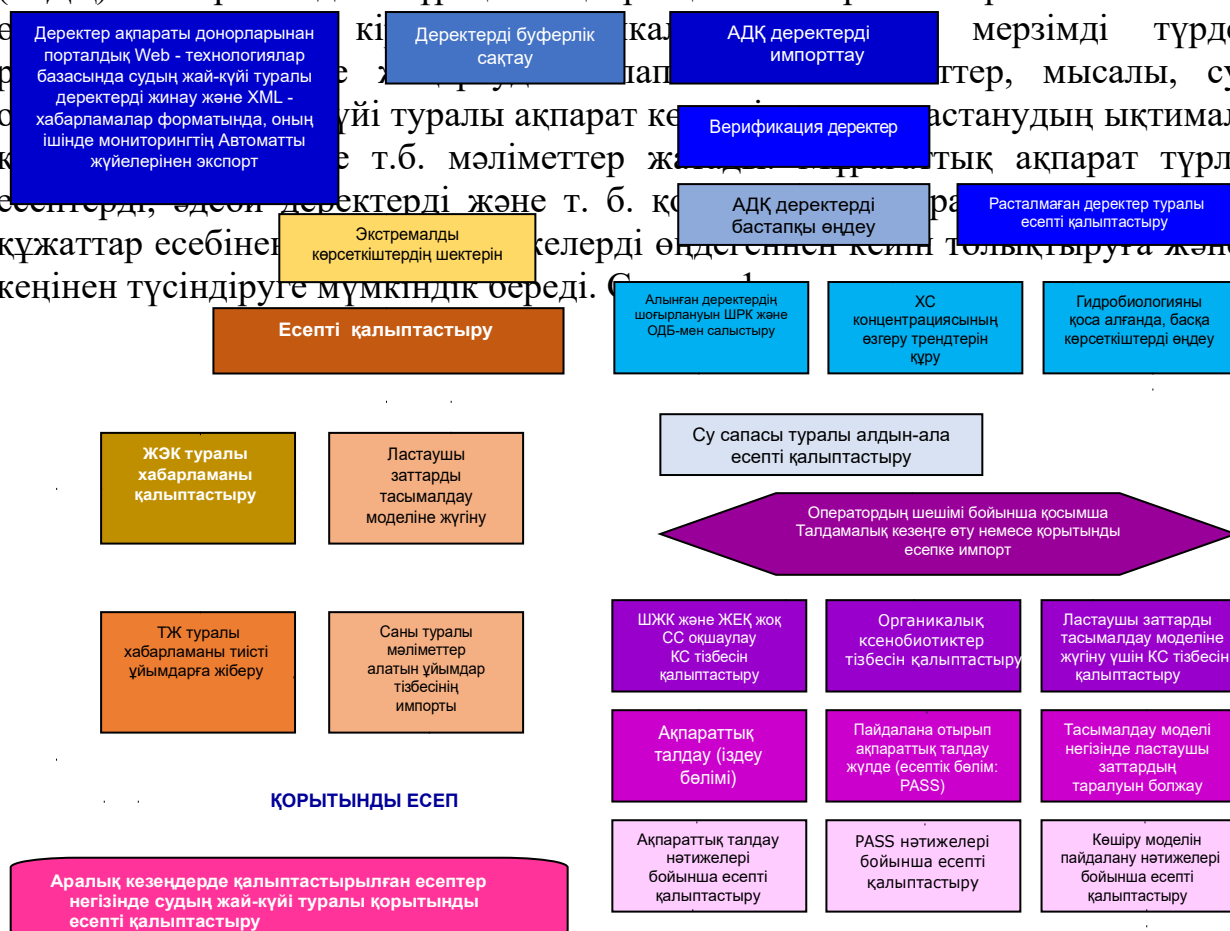 Деректер ақпараты донорларынан
порталдық Web - технологиялар
базасында судың жай-күйі туралы
деректерді жинау және XML -
хабарламалар форматында, оның
ішінде мониторингтің Автоматты
жүйелерінен экспорт
Деректерді буферлік
сақтау
АДҚ деректерді
импорттау
мерзімді түрде
ттер, мысалы, су
үйі туралы ақпарат
астанудың ықтимал
Верификация деректер
е т.б. мәліметтер
тық ақпарат түрлі
АДҚ деректерді
бастапқы өңдеу
Расталмаған деректер туралы
есепті қалыптастыру
есептерді, әдеби деректерді және т. б.
құжаттар есебінен
келерді өңдегеннен кейін толықтыруға және
Экстремалды
көрсеткіштердің шектерін
кеңінен түсіндіруге мүмкіндік береді.
Есепті қалыптастыру
Алынған деректердің
шоғырлануын ШРК және
ОДБ-мен салыстыру
ХС
концентрациясының
өзгеру трендтерін
құру
Гидробиологияны
қоса алғанда, басқа
көрсеткіштерді өңдеу
ЖЭК туралы
хабарламаны
қалыптастыру
Ластаушы
заттарды
тасымалдау
моделіне жүгіну
Су сапасы туралы алдын-ала
есепті қалыптастыру
Оператордың шешімі бойынша қосымша
Талдамалық кезеңге өту немесе қорытынды
есепке импорт
ТЖ туралы
хабарламаны тиісті
ұйымдарға жіберу
Саны туралы
мәліметтер
алатын ұйымдар
тізбесінің
импорты
ШЖК және ЖЕҚ жоқ
СС оқшаулау
КС тізбесін
қалыптастыру
Органикалық
ксенобиотиктер
тізбесін қалыптастыру
Ластаушы заттарды
тасымалдау моделіне
жүгіну үшін КС тізбесін
қалыптастыру
Ақпараттық
талдау (іздеу
бөлімі)
Пайдалана отырып
ақпараттық талдау
жүлде (есептік бөлім:
PASS)
Тасымалдау моделі
негізінде ластаушы
заттардың
таралуын болжау
ҚОРЫТЫНДЫ ЕСЕП
Ақпараттық талдау
нәтижелері
бойынша есепті
қалыптастыру
PASS нәтижелері
бойынша есепті
қалыптастыру
Көшіру моделін
пайдалану нәтижелері
бойынша есепті
қалыптастыру
Аралық кезеңдерде қалыптастырылған есептер
негізінде судың жай-күйі туралы қорытынды
есепті қалыптастыру